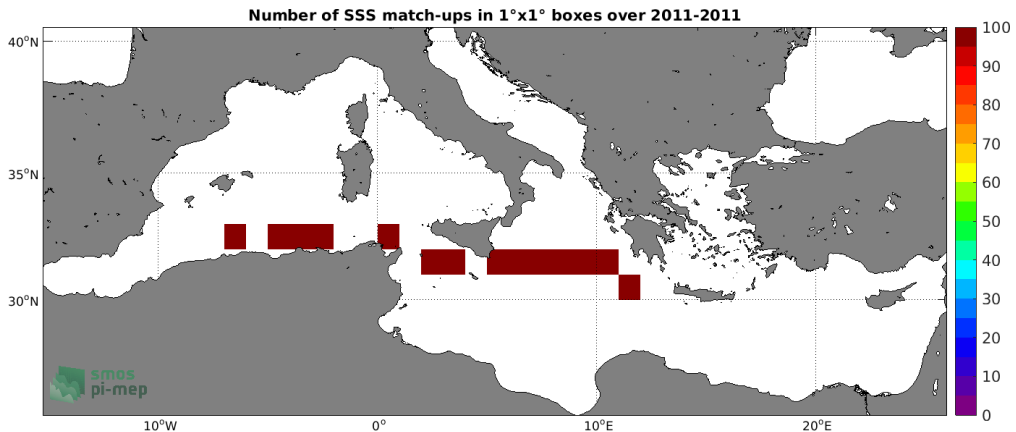 Number of SSS match-ups in 1°x1° boxes over 2011-2011
40°N
35°N
30°N
10°W
0°
10°E
20°E
100
90
80
70
60
50
40
30
20
10
0
smos
pi-mep